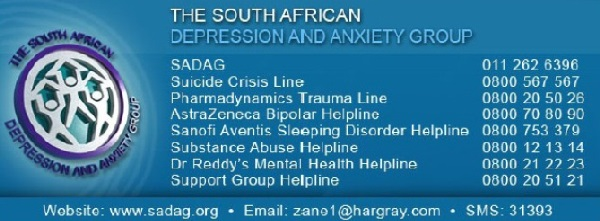 THE SOUTH AFRICAN
DEPRESSION AND ANXIETY GROUP
THE SOUTH AFRICAN
DEPRESSION AND ANXIETY GROUP
SADAG 011 262 6396
Suicide Crisis Line 0800 567 567
Pharmadynamics Trauma Line 0800 20 50 26
AstraZeneca Bipolar Helpline 0800 70 80 90
Sanofi Aventis Sleeping Disorder Helpline 0800 753 379
Substance Abuse Helpline 0800 12 13 14
Dr Reddy's Mental Health Helpline 0800 21 22 23
Support Group Helpline 0800 20 51 21
Website: www.sadag.org • Email: zane1@hargray.com • SMS: 31393